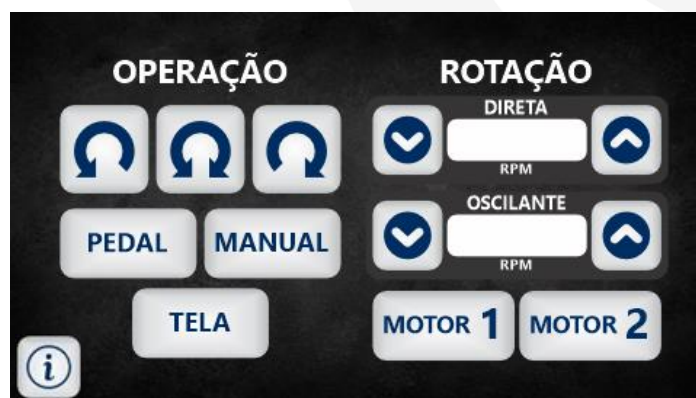 OPERAÇÃO
PEDAL
MANUAL
TELA
i
ROTAÇÃO
DIRETA
RPM
OSCILANTE
RPM
MOTOR 1
MOTOR 2